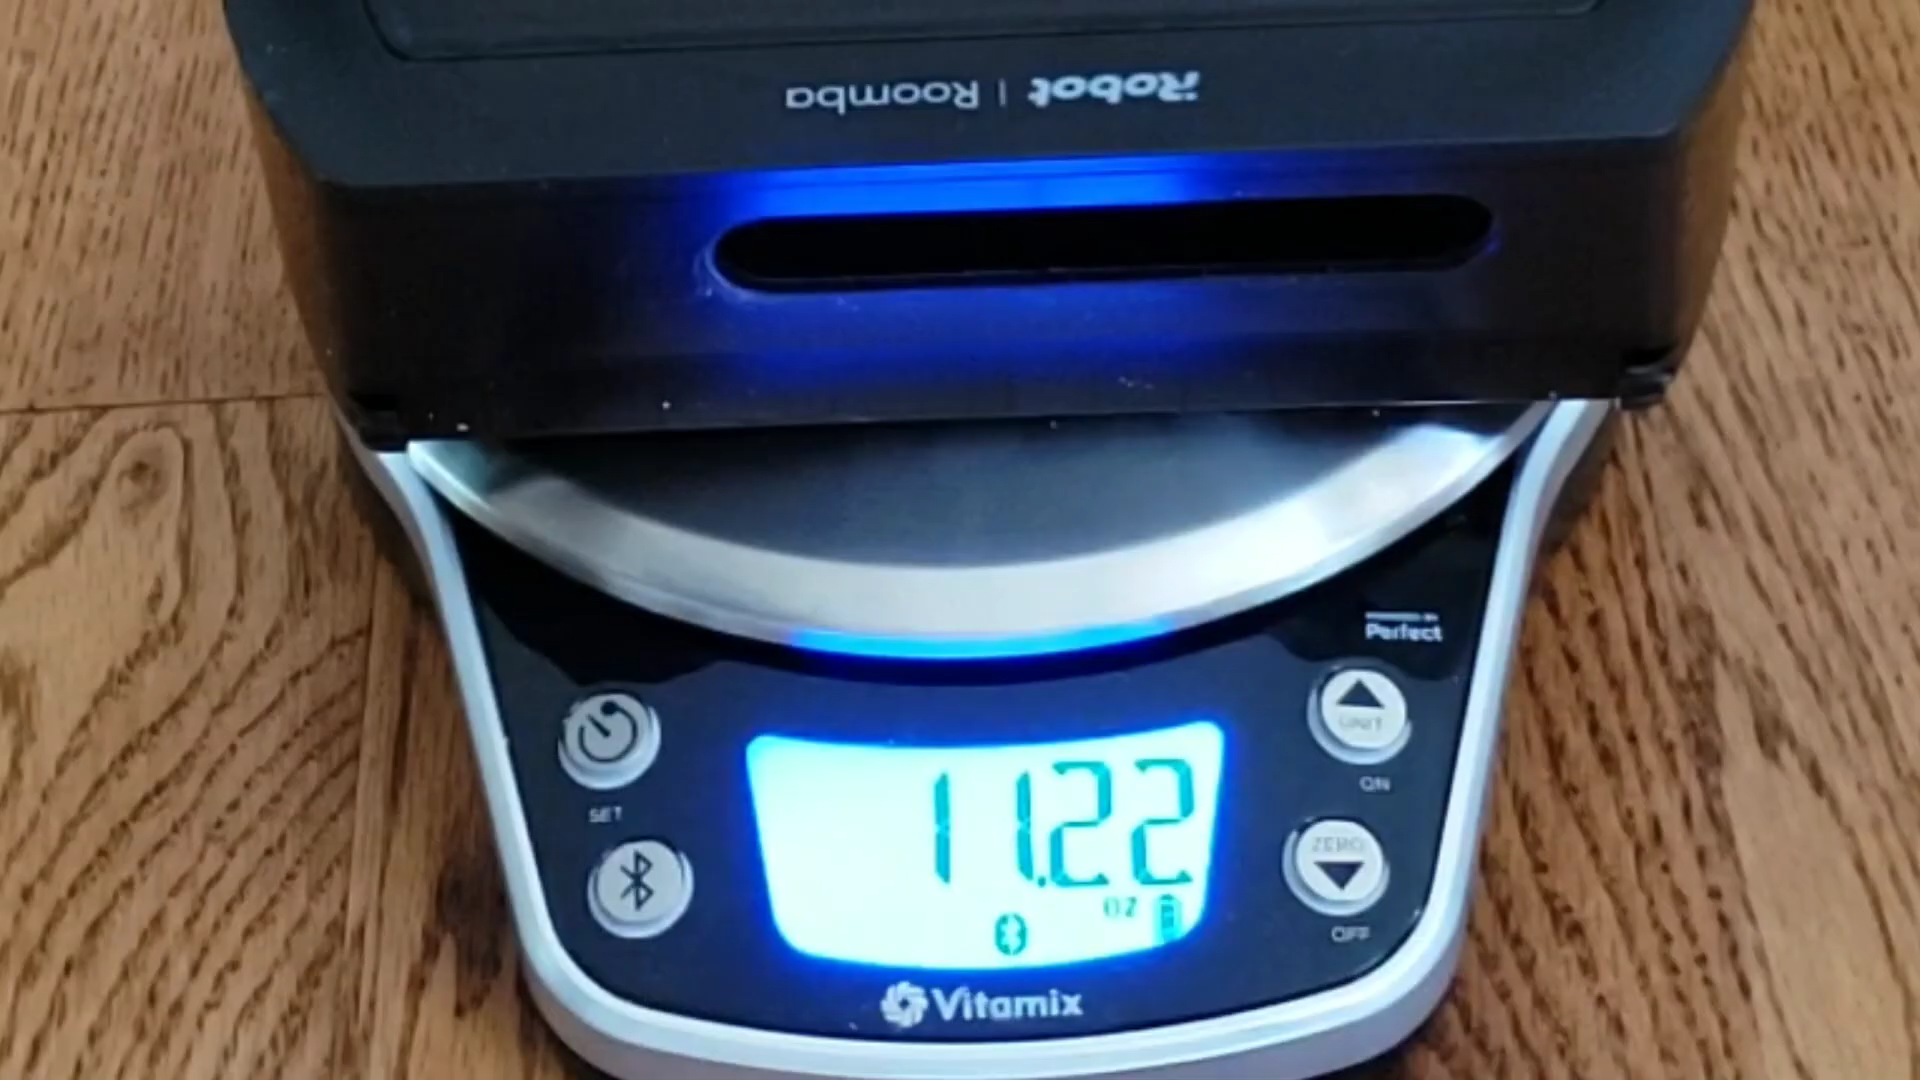 iRobot | Roomba
Perfect
UNIT
ON
SET
11.22
oz
ZERO
OFF
Vitamix